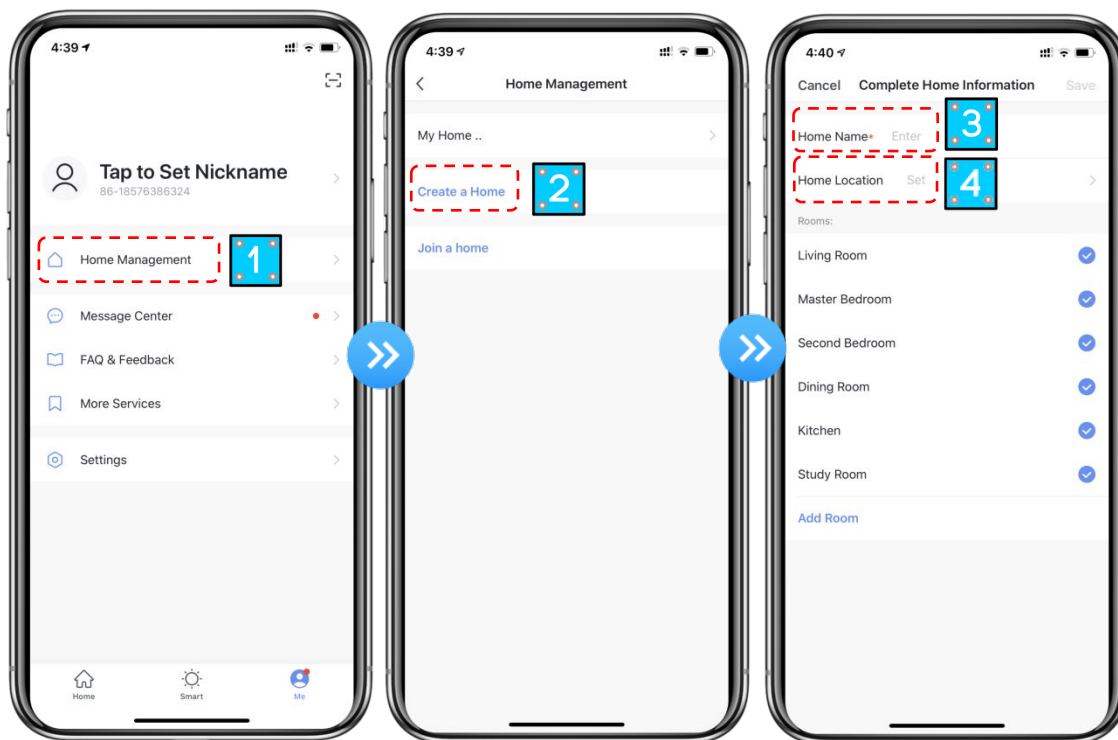 4:39
Tap to Set Nickname
86-18576386324
Home Management
1
Message Center
FAQ & Feedback
More Services
Settings
Home
Smart
Me
4:39
Home Management
My Home ..
Create a Home
2
Join a home
4:40
Cancel Complete Home Information Save
Home Name* Enter
3
Home Location Set
4
Rooms:
Living Room
Master Bedroom
Second Bedroom
Dining Room
Kitchen
Study Room
Add Room